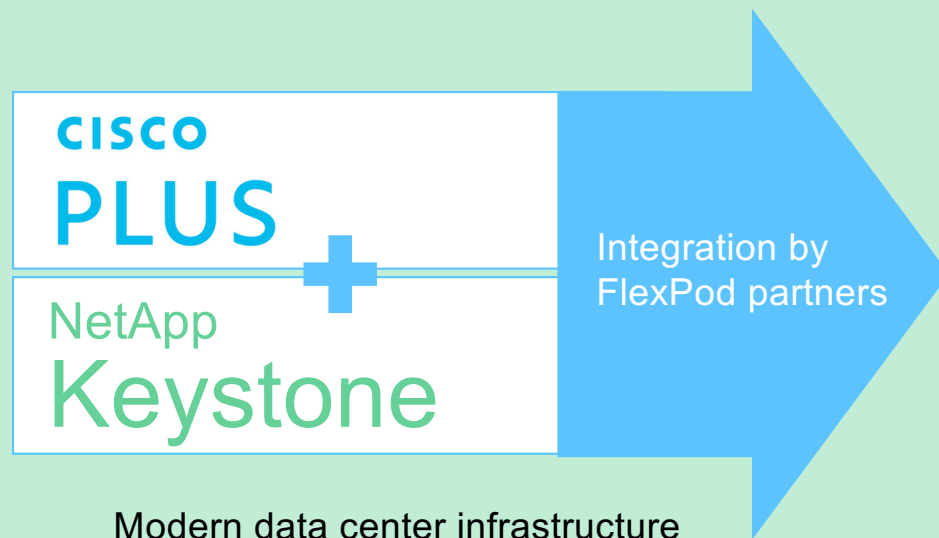 CISCO
PLUS
NetApp
Keystone
Integration by
FlexPod partners
Modern data center infrastructure